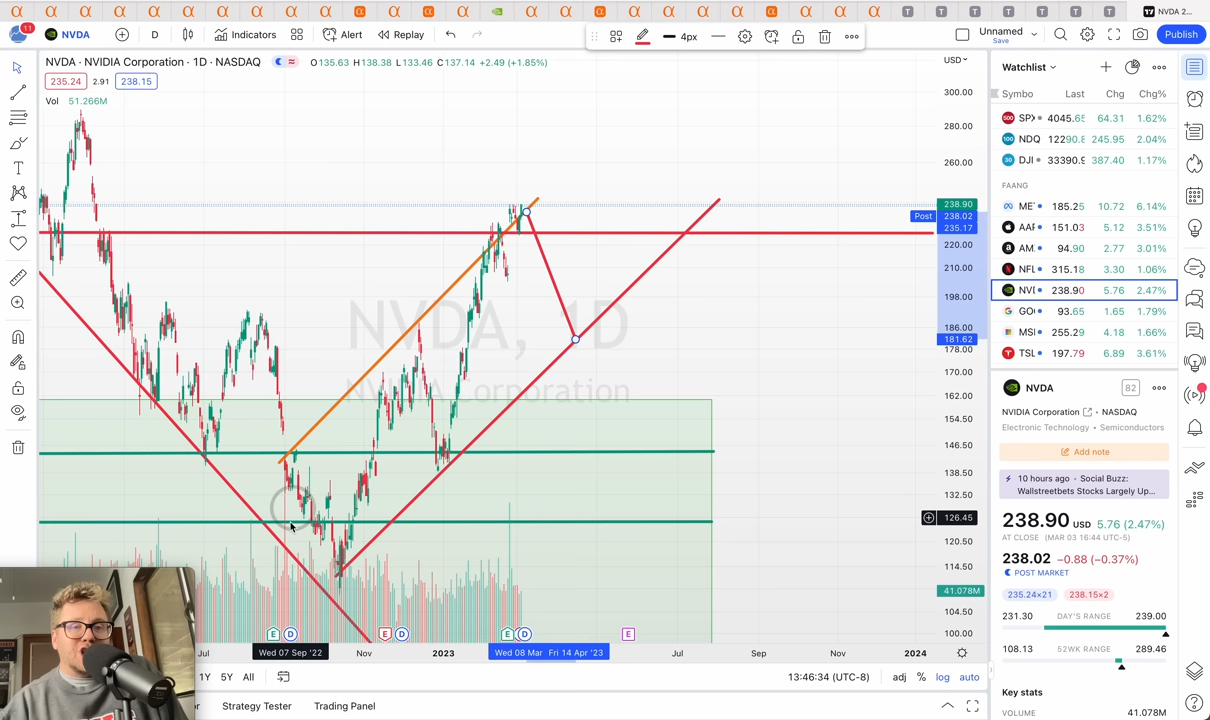 NVDA 2...
11
NVDA
D
Indicators
Alert
Replay
4px
Unnamed
Save
Publish
NVDA · NVIDIA Corporation · 1D · NASDAQ
O135.63 H138.38 L133.46 C137.14 +2.49 (+1.85%)
235.24 2.91 238.15
Vol 51.266M
NVDA, 1D
NVIDIA Corporation
USD
300.00
280.00
260.00
238.90
Post 238.02
235.17
220.00
210.00
198.00
186.00
181.62
178.00
170.00
162.00
154.50
146.50
138.50
132.50
126.45
120.50
114.50
41.078M
104.50
100.00
E D E D E D E
Jul Wed 07 Sep '22 Nov 2023 Wed 08 Mar Fri 14 Apr '23 Jul Sep Nov 2024
1Y 5Y All
13:46:34 (UTC-8) adj % log auto
Strategy Tester Trading Panel
Watchlist
Symbo Last Chg Chg%
SPX 4045.65 64.31 1.62%
NDQ 12290.8 245.95 2.04%
DJI 33390.9 387.40 1.17%
FAANG
ME 185.25 10.72 6.14%
AAF 151.03 5.12 3.51%
AM. 94.90 2.77 3.01%
NFL 315.18 3.30 1.06%
NVI 238.90 5.76 2.47%
GO 93.65 1.65 1.79%
MSI 255.29 4.18 1.66%
TSL 197.79 6.89 3.61%
NVDA 82
NVIDIA Corporation · NASDAQ
Electronic Technology • Semiconductors
Add note
10 hours ago • Social Buzz:
Wallstreetbets Stocks Largely Up...
238.90 USD 5.76 (2.47%)
AT CLOSE (MAR 03 16:44 UTC-5)
238.02 −0.88 (−0.37%)
POST MARKET
235.24×21 238.15×2
231.30 DAY'S RANGE 239.00
108.13 52WK RANGE 289.46
Key stats
VOLUME 41.078M